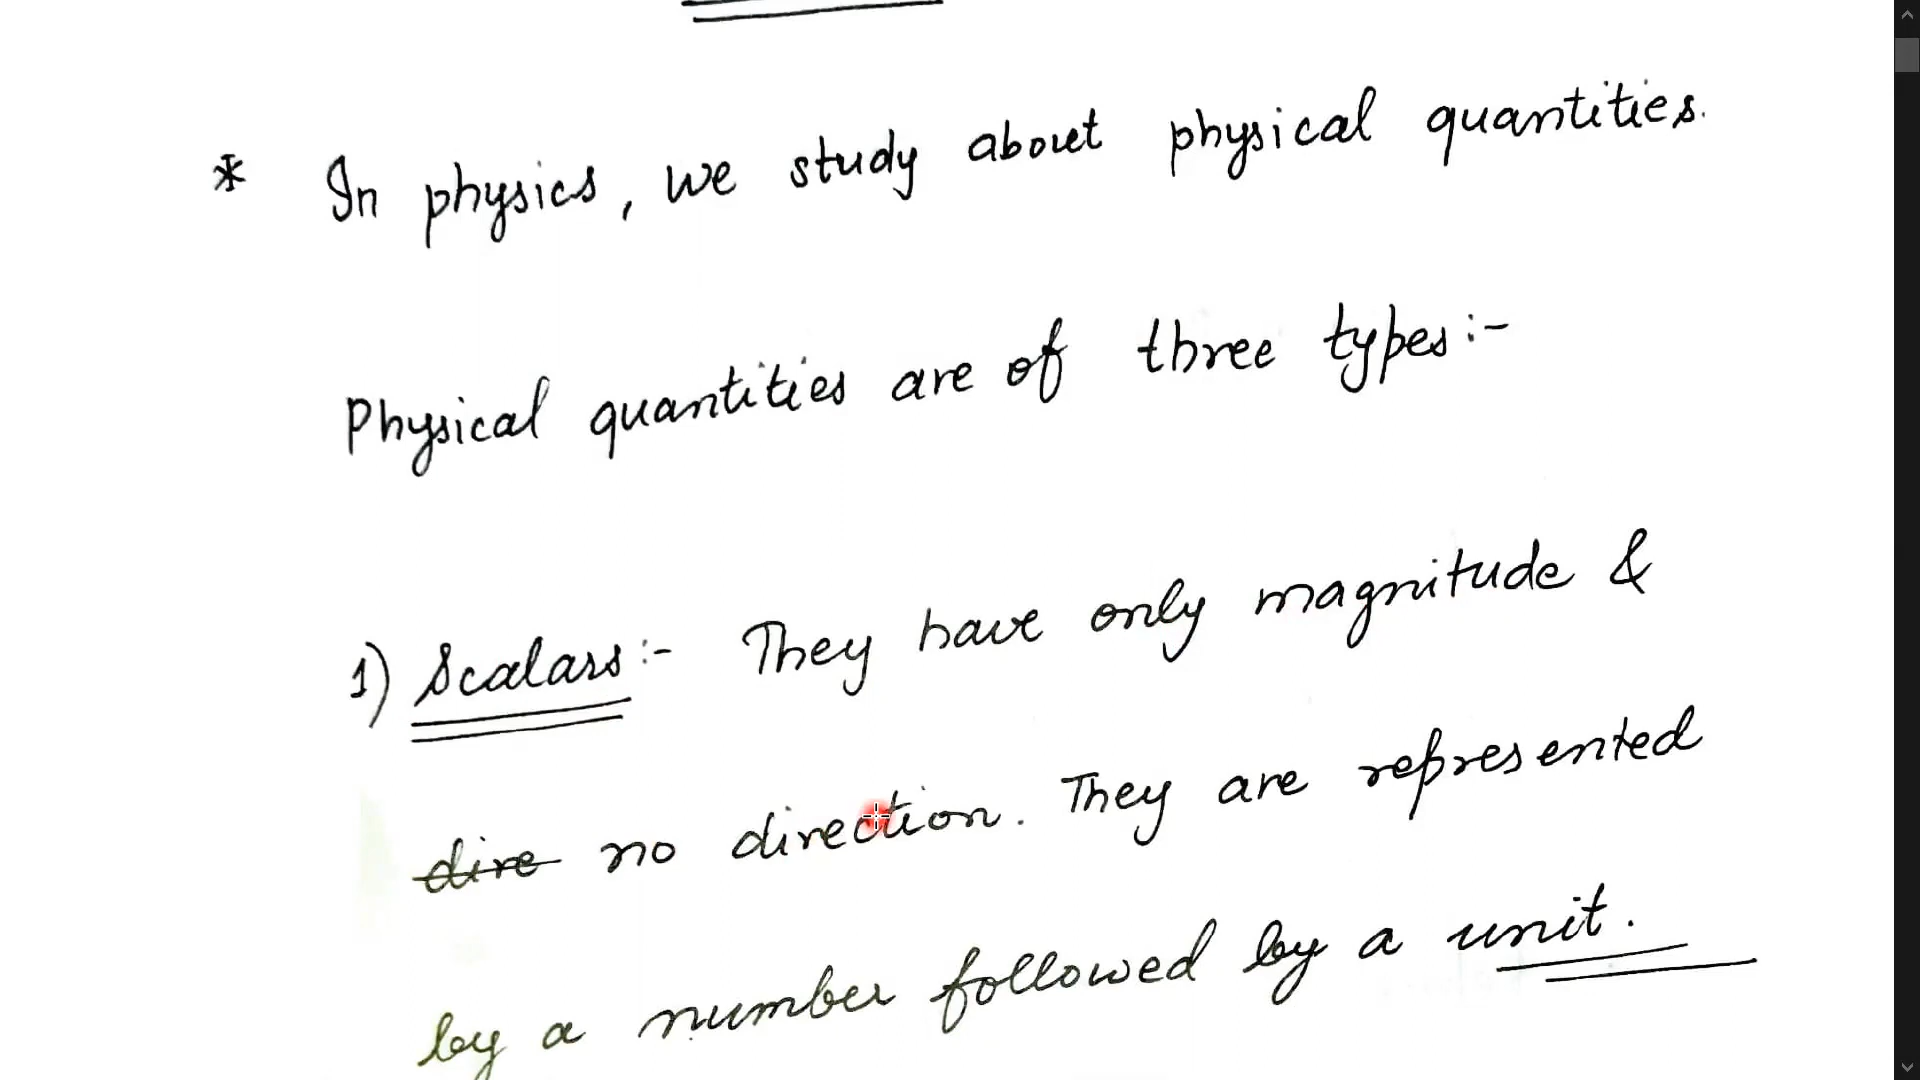 * In physics, we study about physical quantities.
Physical quantities are of three types:-
1) Scalars:- They have only magnitude &
dire no direction. They are represented
by a number followed by a unit.